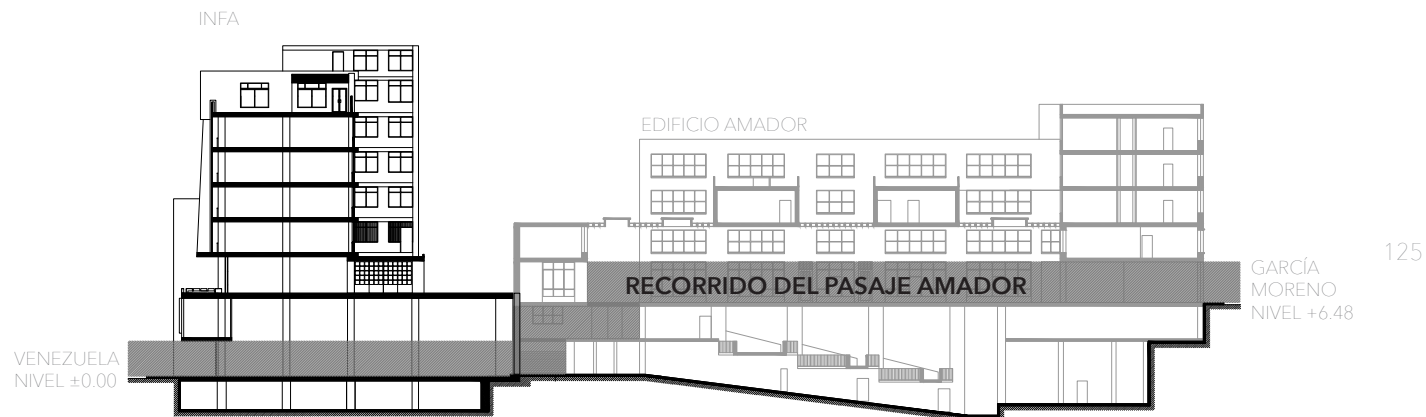 INFA
EDIFICIO AMADOR
RECORRIDO DEL PASAJE AMADOR
125
GARCÍA
MORENO
NIVEL +6.48
VENEZUELA
NIVEL ±0.00